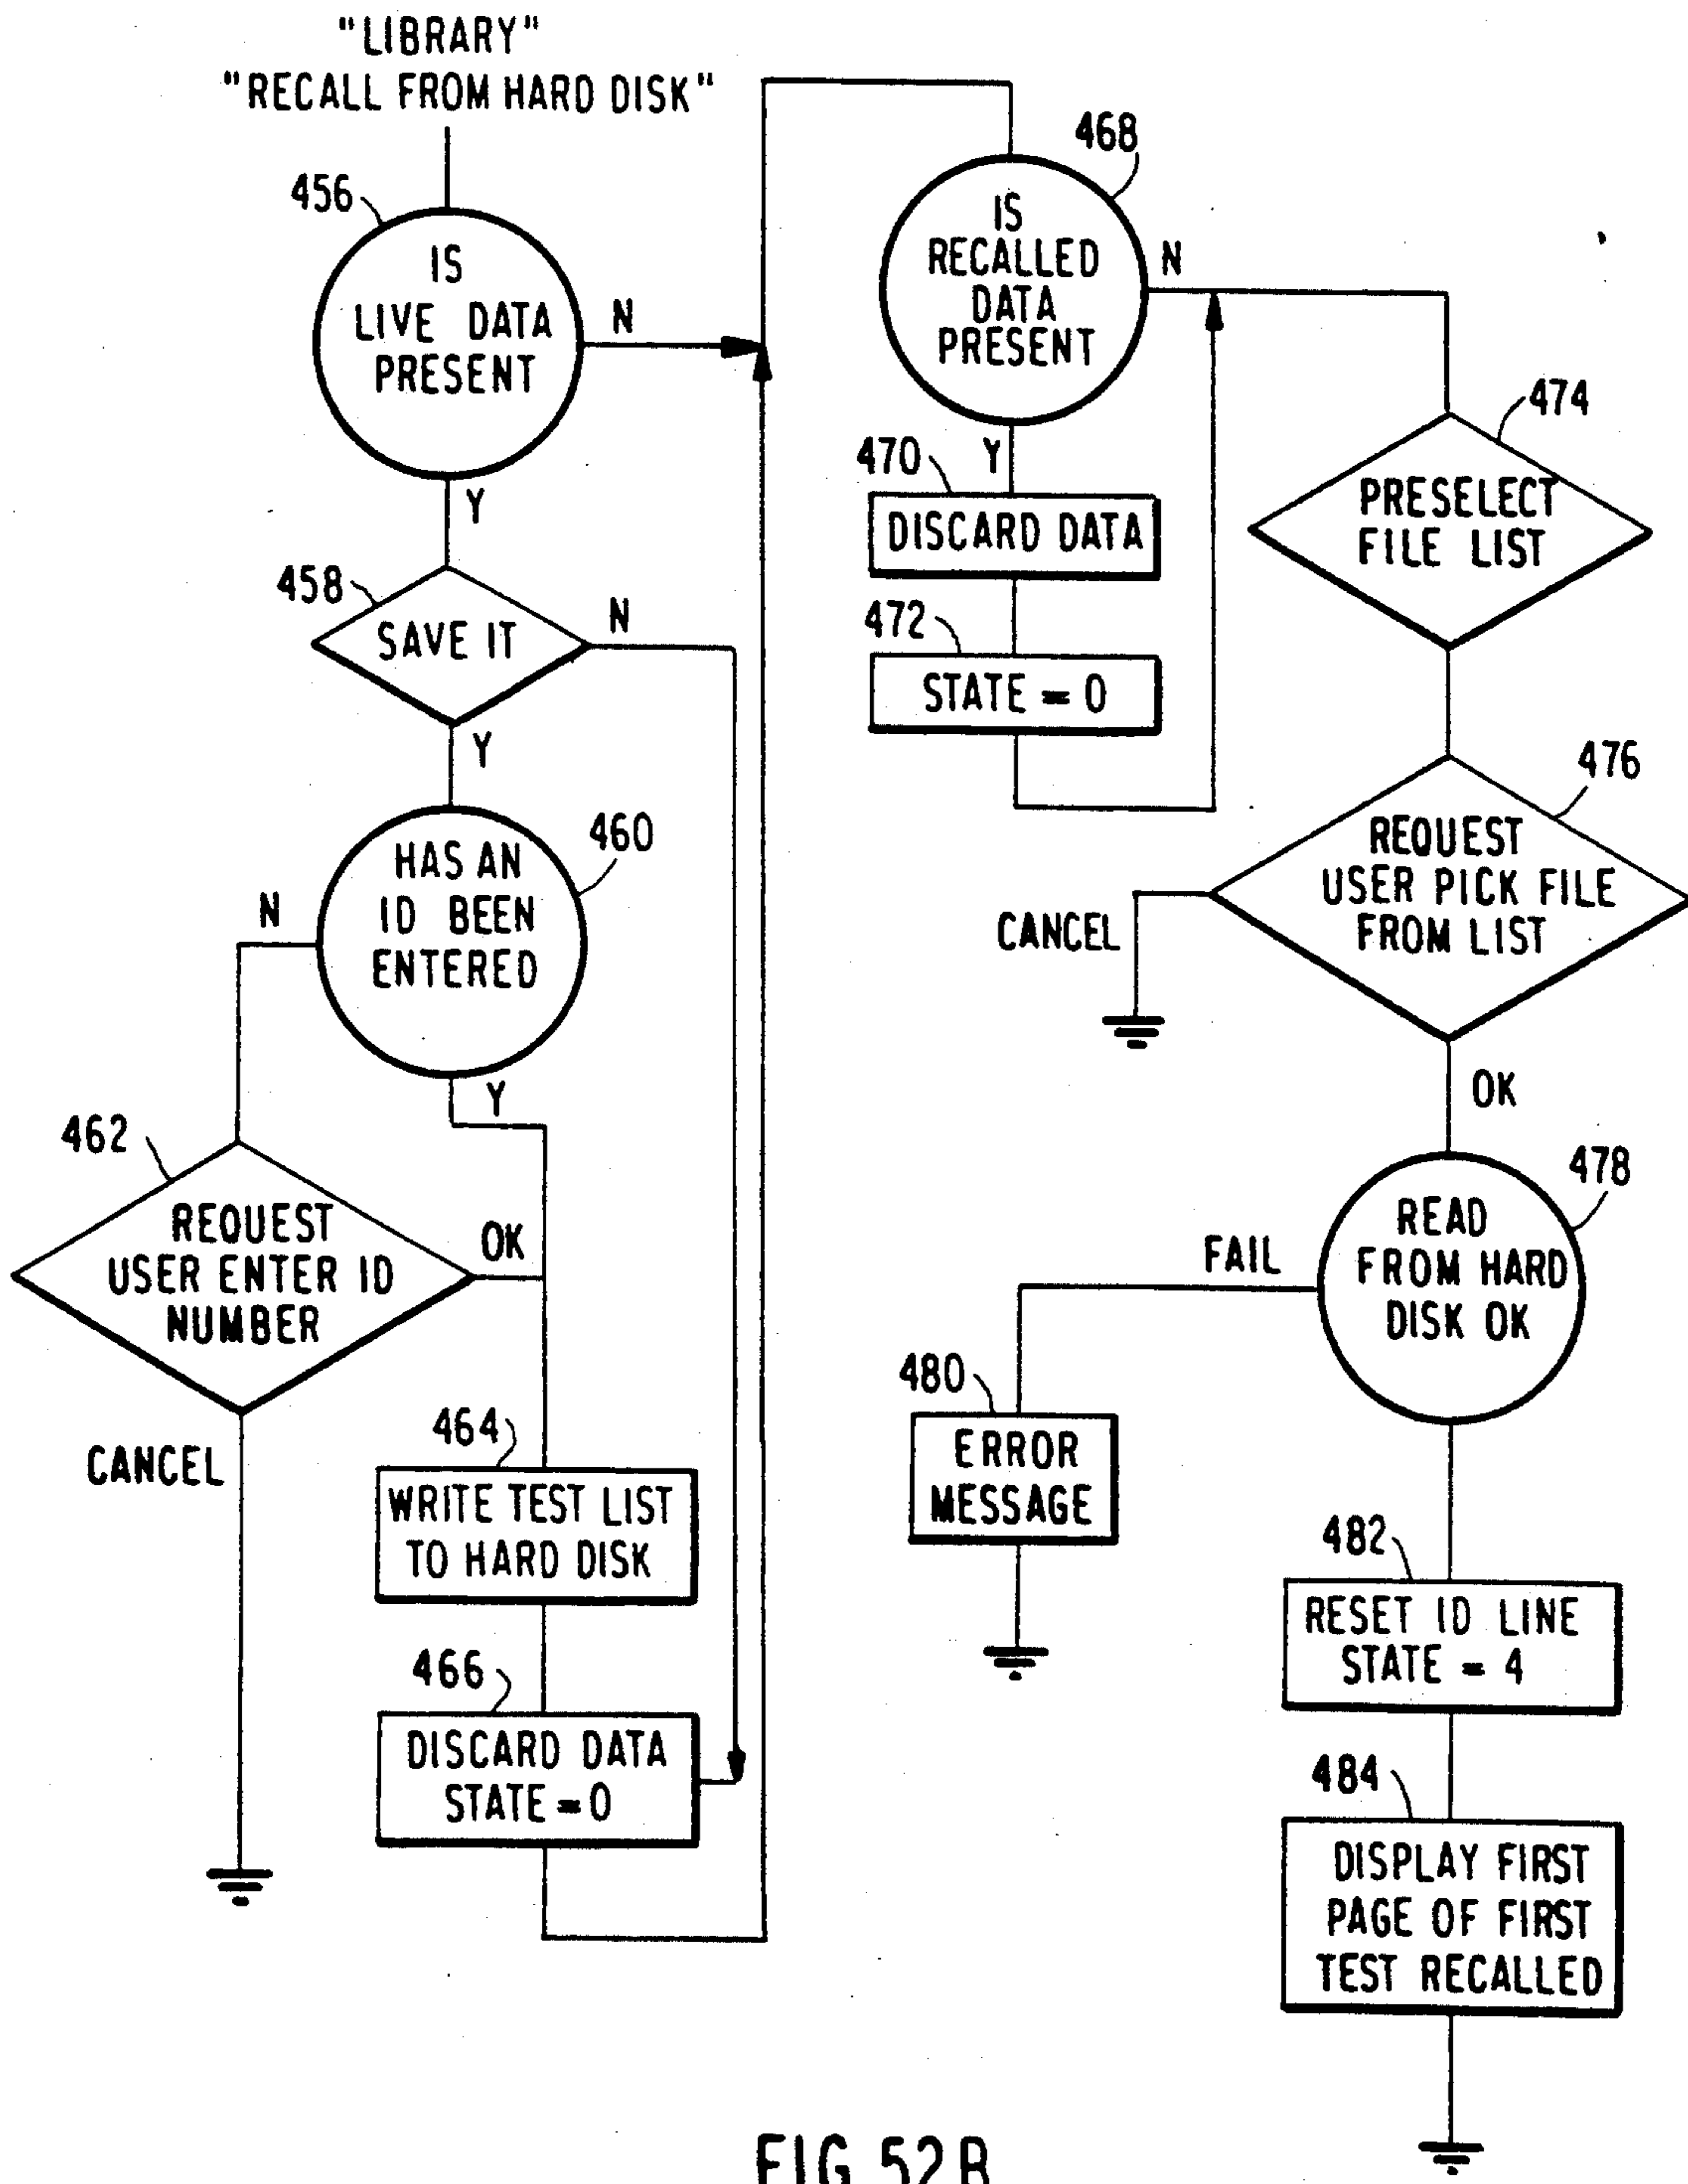 "LIBRARY"
"RECALL FROM HARD DISK"
456
IS
LIVE DATA
PRESENT
N
Y
458
SAVE IT
N
Y
460
HAS AN
ID BEEN
ENTERED
N
Y
462
REQUEST
USER ENTER ID
NUMBER
OK
CANCEL
464
WRITE TEST LIST
TO HARD DISK
466
DISCARD DATA
STATE = 0
468
IS
RECALLED
DATA
PRESENT
N
Y
470
DISCARD DATA
472
STATE = 0
474
PRESELECT
FILE LIST
476
REQUEST
USER PICK FILE
FROM LIST
CANCEL
OK
478
READ
FROM HARD
DISK OK
FAIL
480
ERROR
MESSAGE
482
RESET ID LINE
STATE = 4
484
DISPLAY FIRST
PAGE OF FIRST
TEST RECALLED
FIG 52B